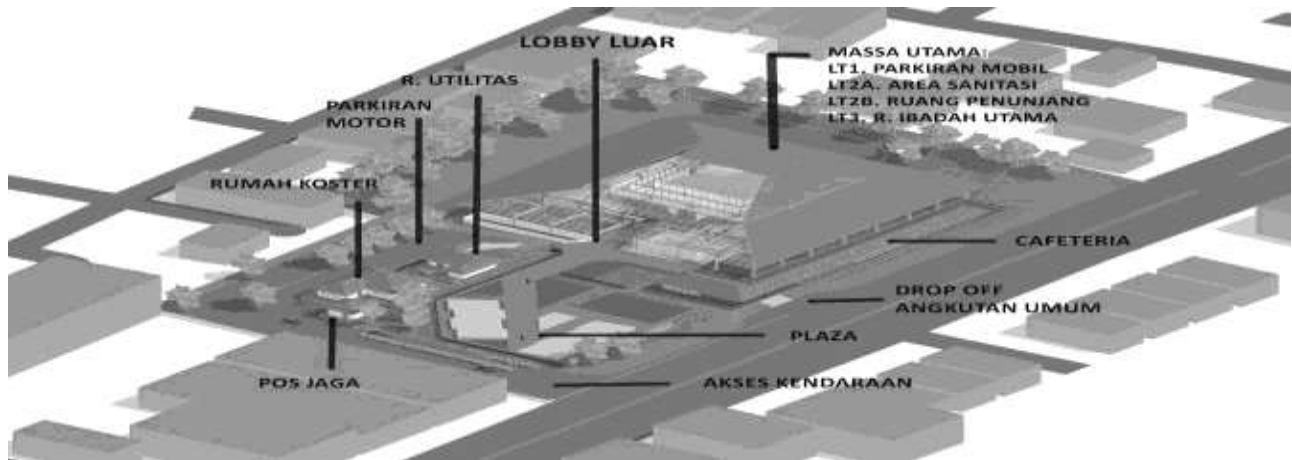 LOBBY LUAR
MASSA UTAMA:
LT1. PARKIRAN MOBIL
LT2A. AREA SANITASI
LT2B. RUANG PENUNJANG
LT3. R. IBADAH UTAMA
R. UTILITAS
PARKIRAN
MOTOR
RUMAH KOSTER
CAFETERIA
DROP OFF
ANGKUTAN UMUM
PLAZA
POS JAGA
AKSES KENDARAAN